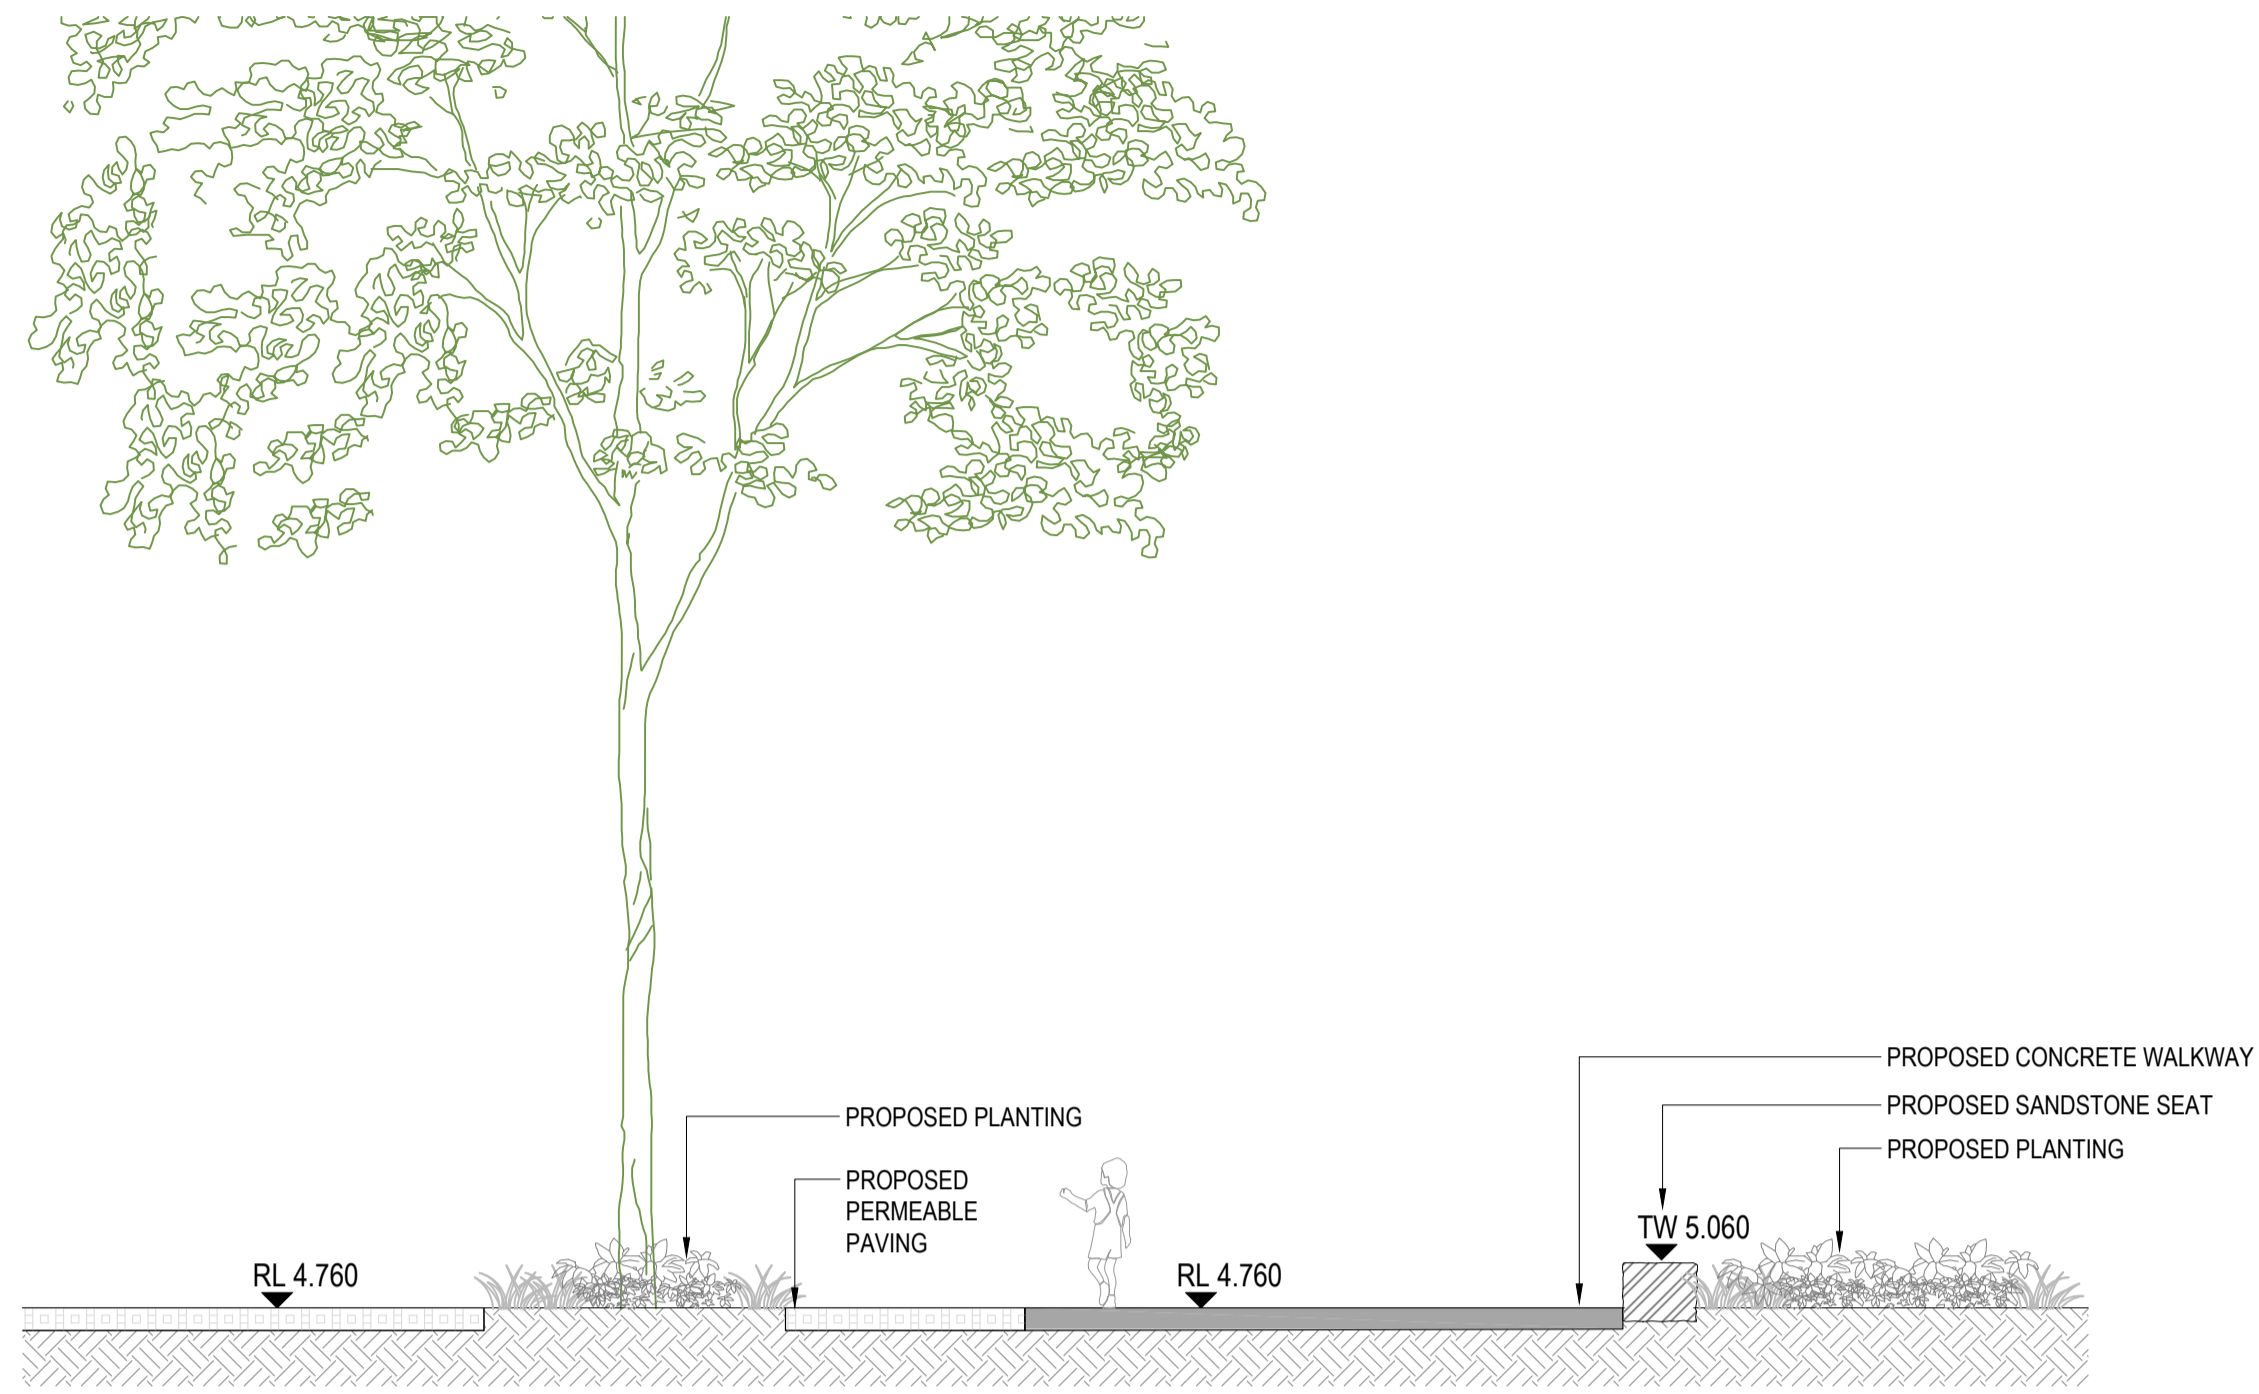 PROPOSED CONCRETE WALKWAY
PROPOSED SANDSTONE SEAT
PROPOSED PLANTING
PROPOSED PLANTING
PROPOSED
PERMEABLE
PAVING
TW 5.060
RL 4.760
RL 4.760